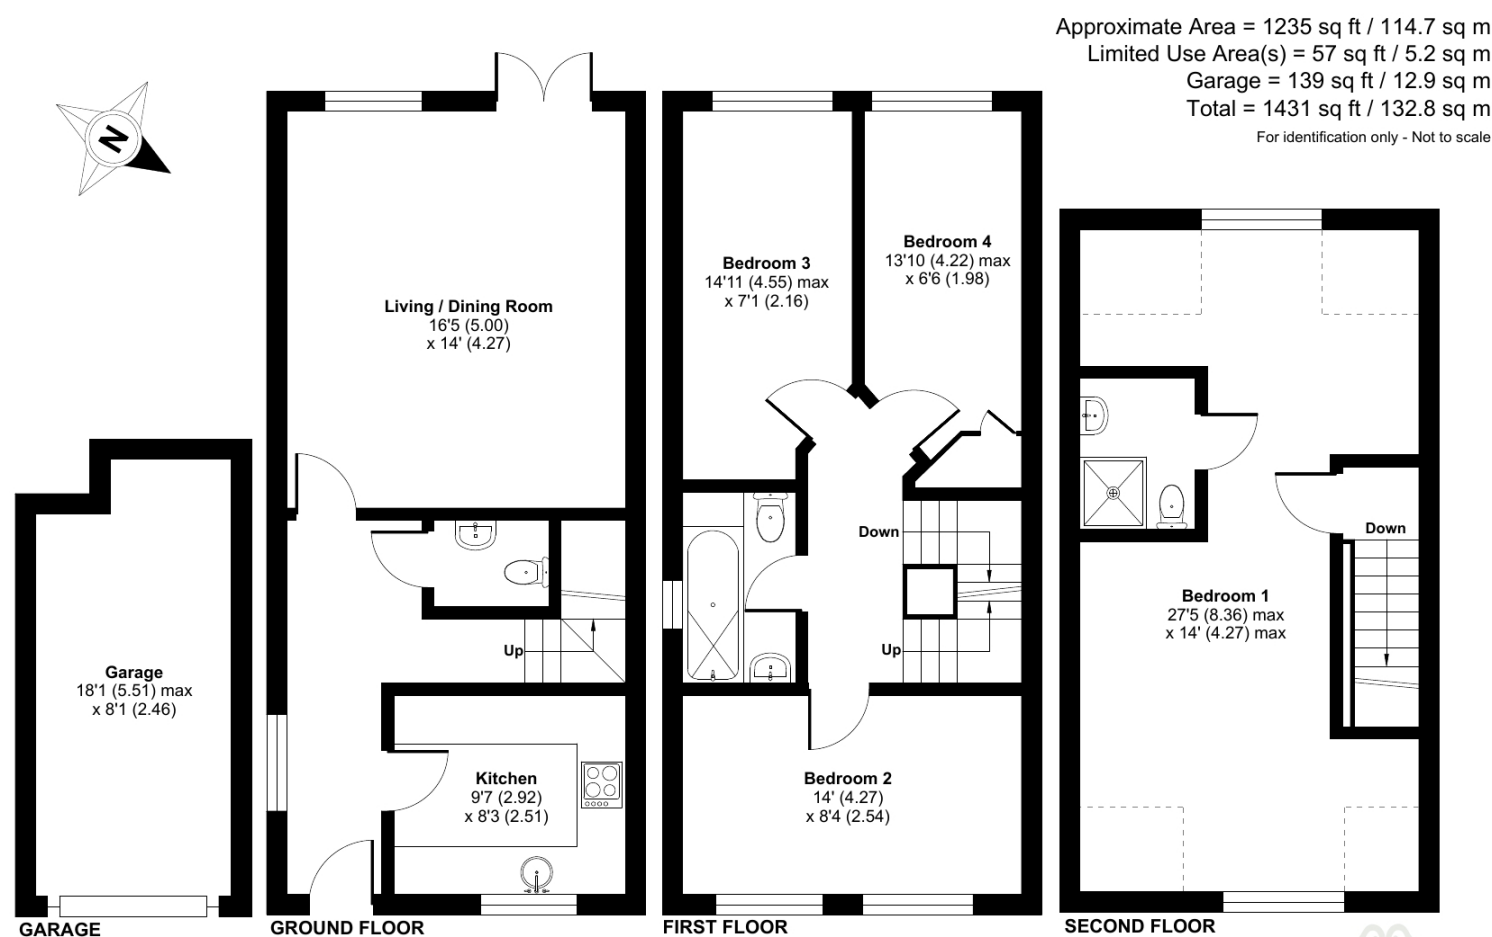 Approximate Area = 1235 sq ft / 114.7 sq m
Limited Use Area(s) = 57 sq ft / 5.2 sq m
Garage = 139 sq ft / 12.9 sq m
Total = 1431 sq ft / 132.8 sq m
For identification only - Not to scale
N
Living / Dining Room
16'5 (5.00)
x 14' (4.27)
Bedroom 3
14'11 (4.55) max
x 7'1 (2.16)
Bedroom 4
13'10 (4.22) max
x 6'6 (1.98)
Down
Up
Up
Down
Bedroom 1
27'5 (8.36) max
x 14' (4.27) max
Garage
18'1 (5.51) max
x 8'1 (2.46)
Kitchen
9'7 (2.92)
x 8'3 (2.51)
Bedroom 2
14' (4.27)
x 8'4 (2.54)
GARAGE
GROUND FLOOR
FIRST FLOOR
SECOND FLOOR